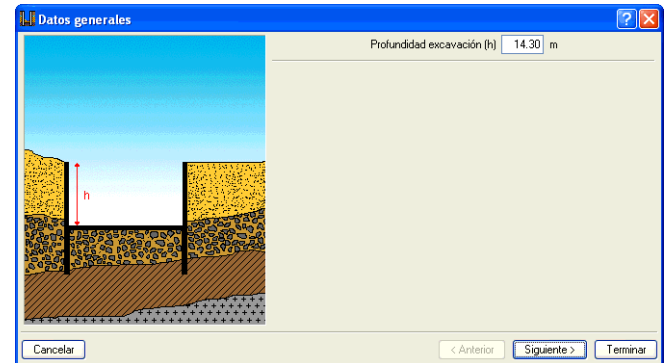 Datos generales
Profundidad excavación (h) 14.30 m
h
Cancelar < Anterior Siguiente > Terminar